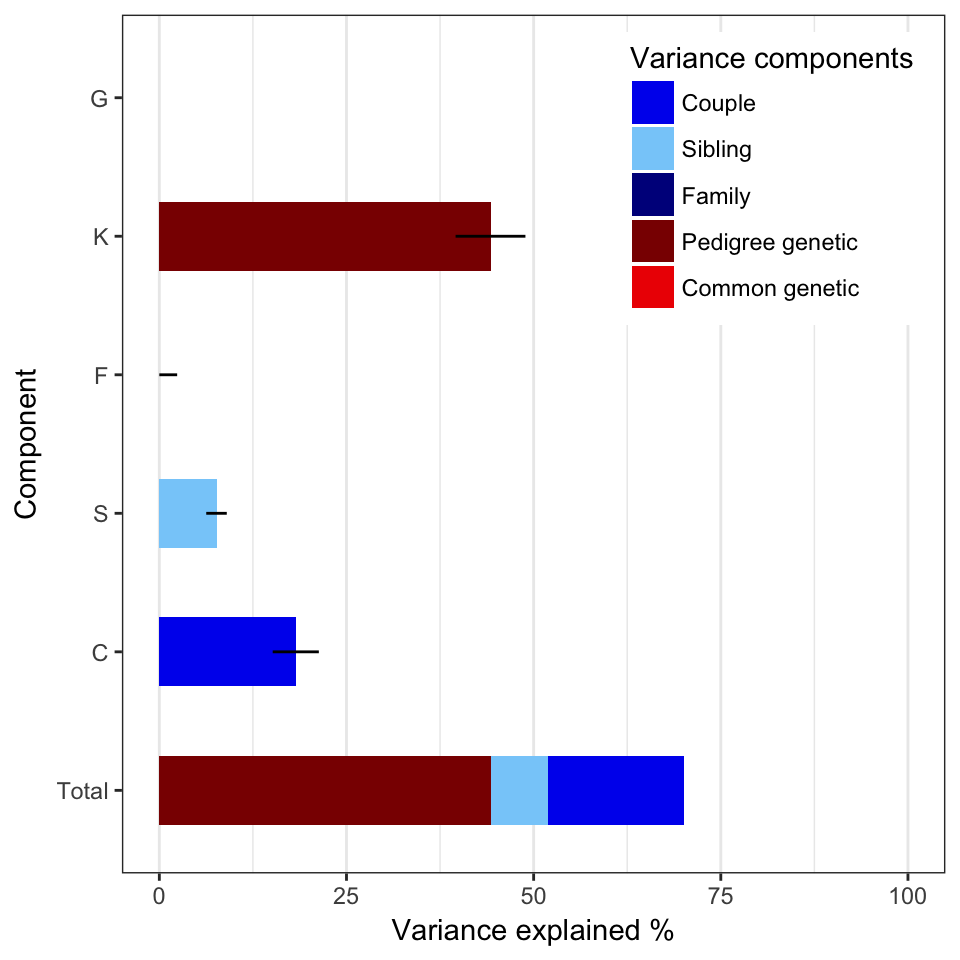 Variance components
Couple
Sibling
Family
Pedigree genetic
Common genetic
G
K
F
S
C
Total
Component
0 25 50 75 100
Variance explained %